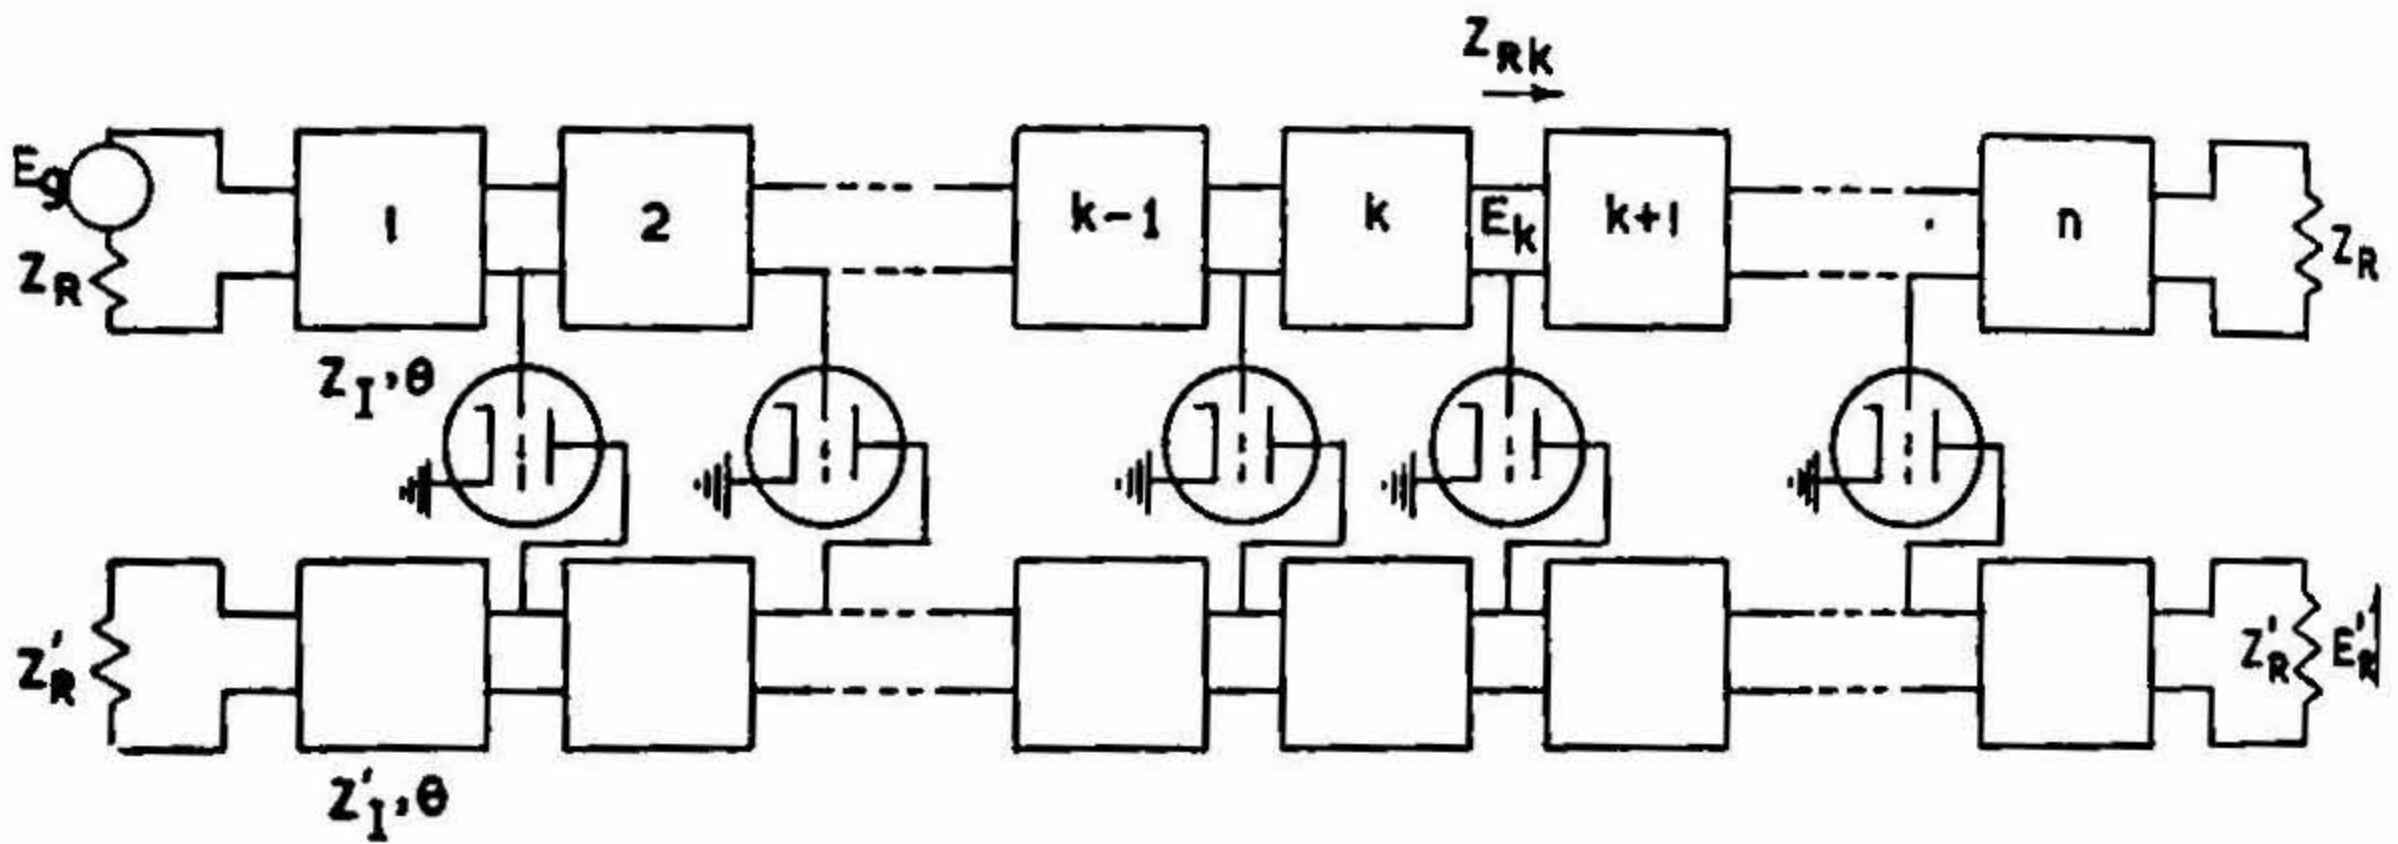 Z_Rk
E_g
1
2
k-1
k
E_k
k+1
n
Z_R
Z_R
Z_I, θ
Z'_R
Z'_R
E'_R
Z'_I, θ